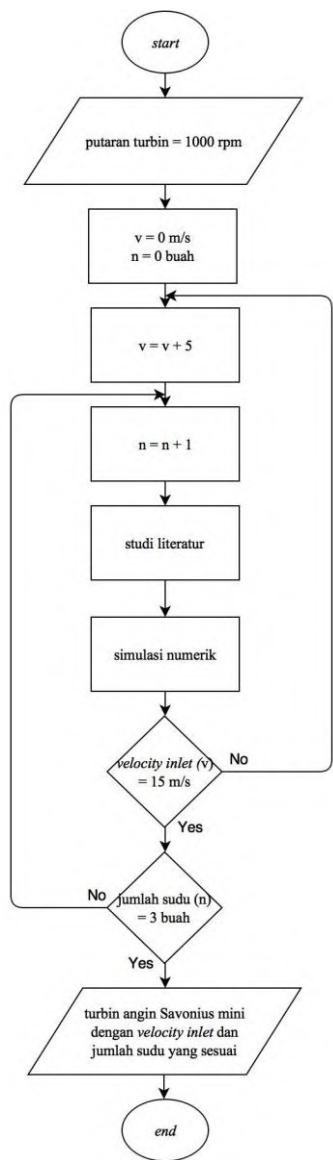 start
putaran turbin = 1000 rpm
v = 0 m/s
n = 0 buah
v = v + 5
n = n + 1
studi literatur
simulasi numerik
velocity inlet (v)
= 15 m/s
No
Yes
No
jumlah sudu (n)
= 3 buah
Yes
turbin angin Savonius mini
dengan velocity inlet dan
jumlah sudu yang sesuai
end